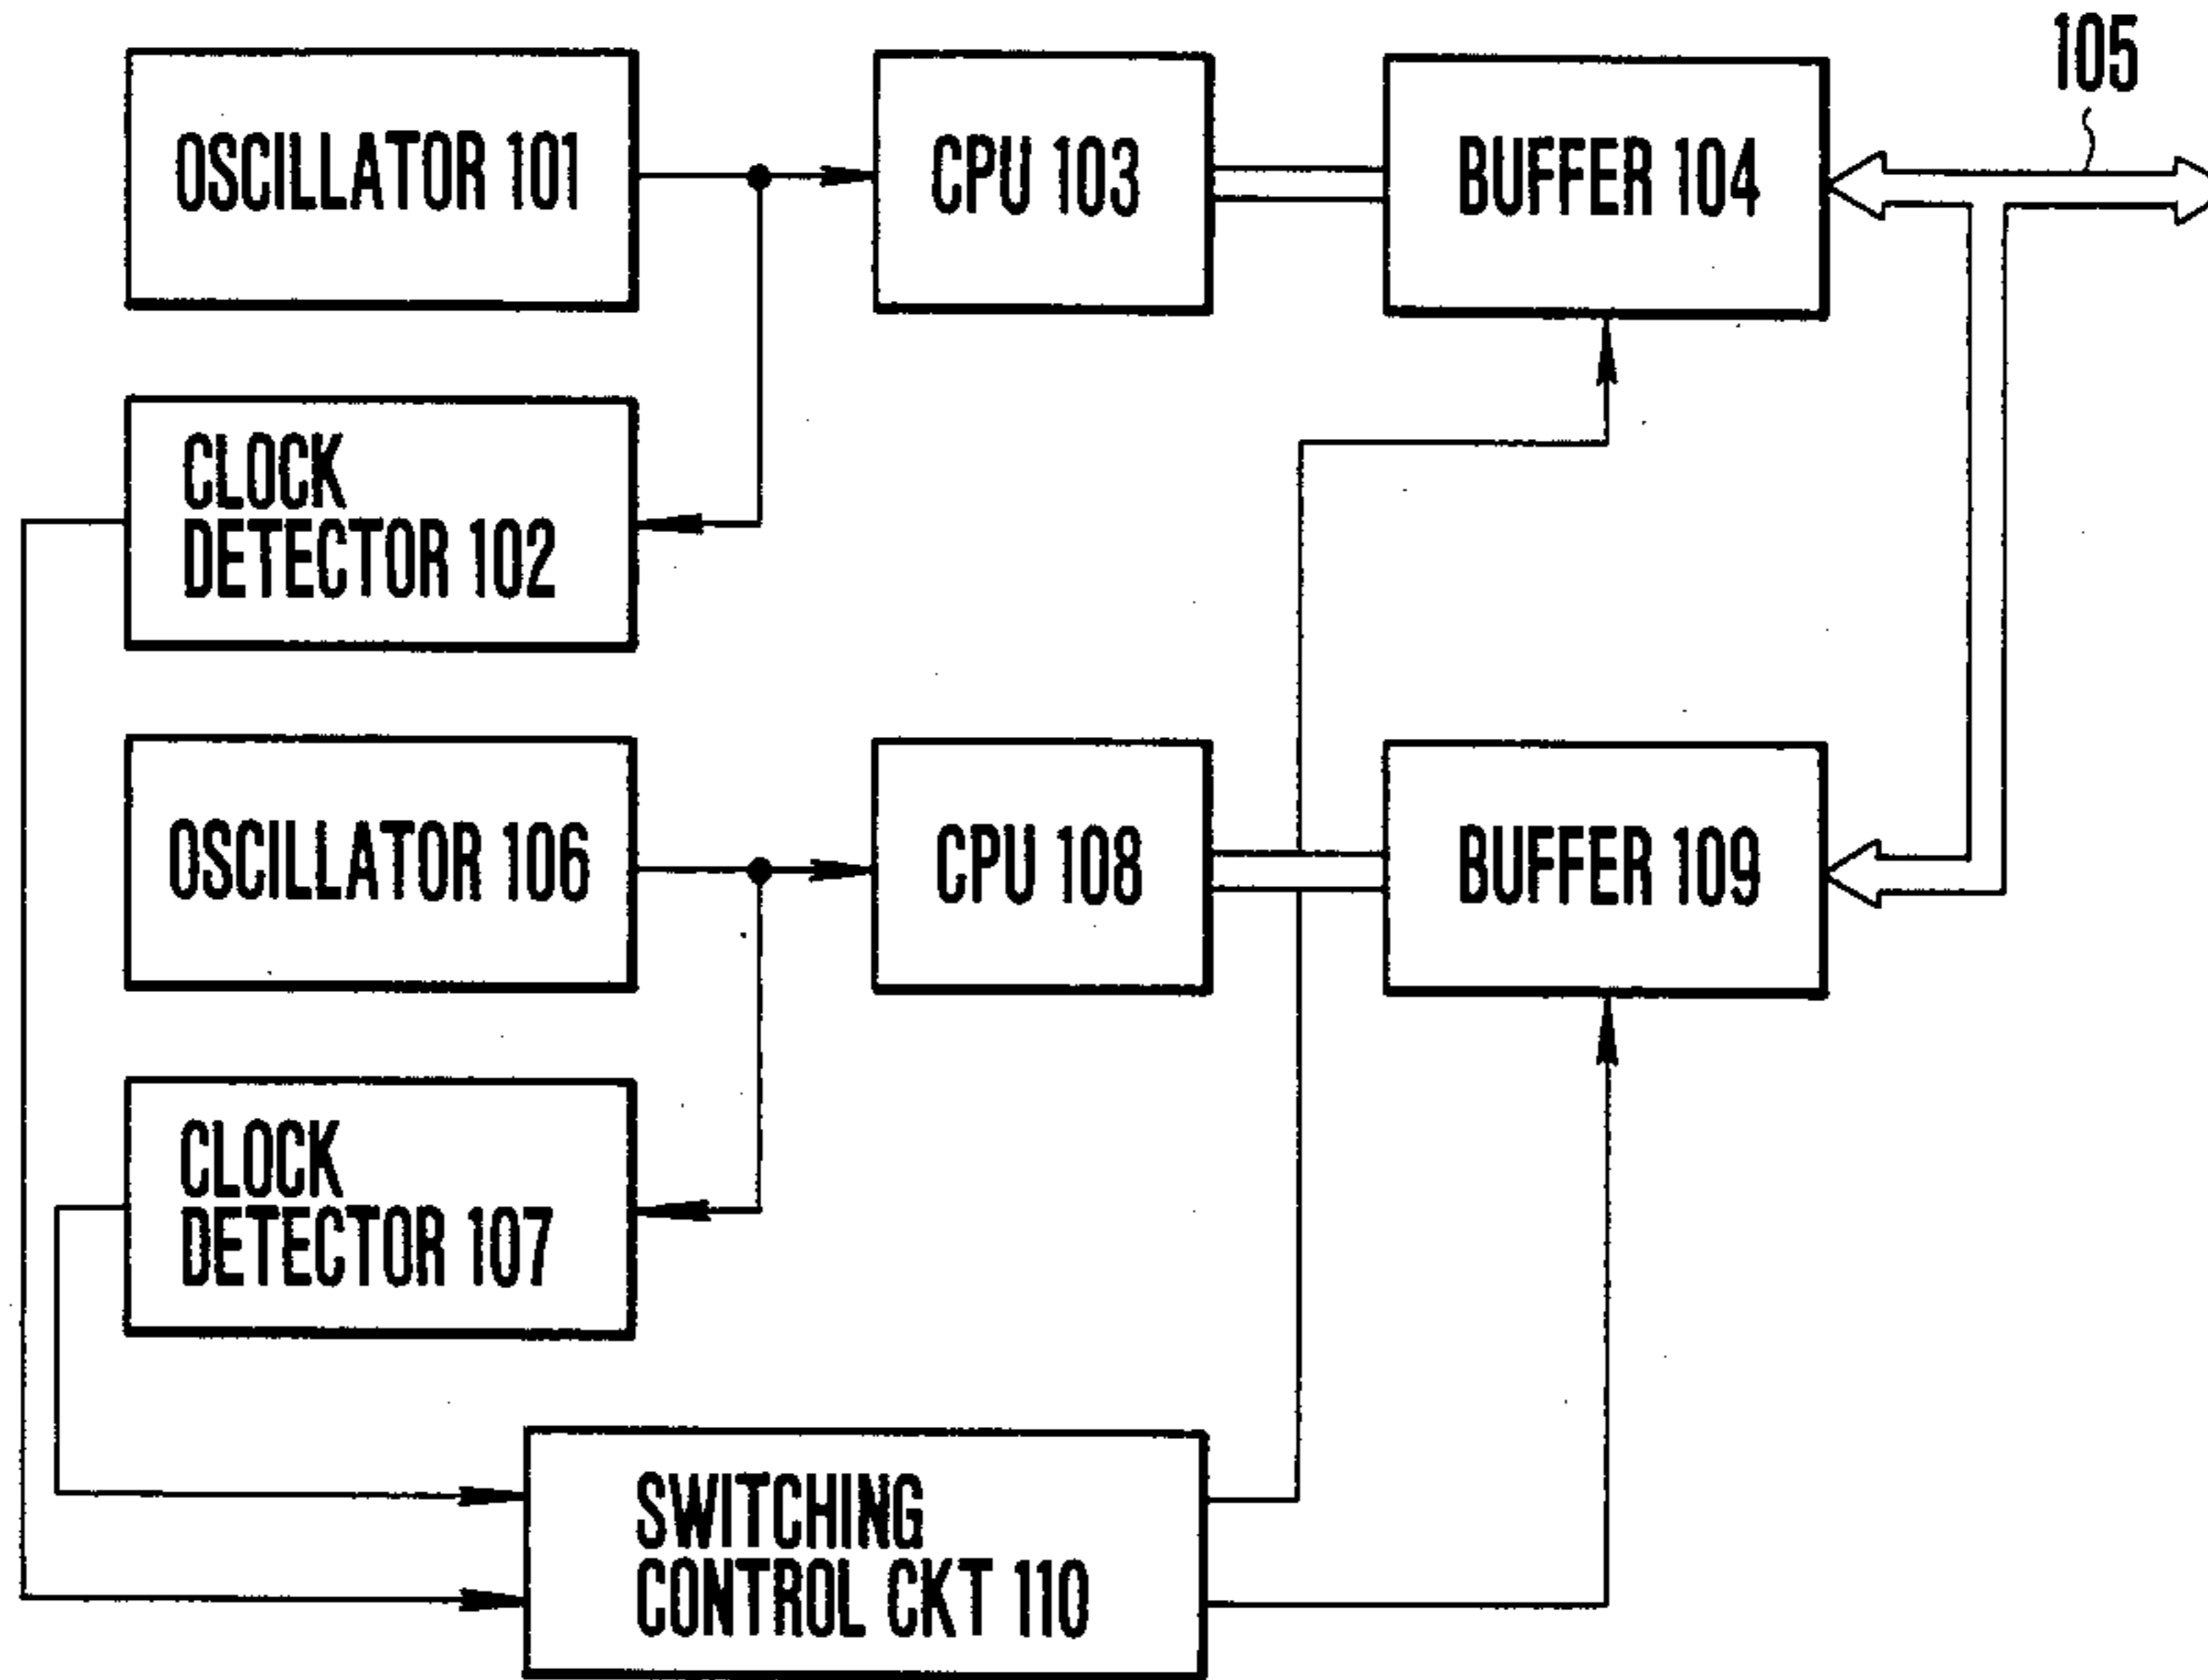 105
OSCILLATOR 101
CPU 103
BUFFER 104
CLOCK
DETECTOR 102
OSCILLATOR 106
CPU 108
BUFFER 109
CLOCK
DETECTOR 107
SWITCHING
CONTROL CKT 110